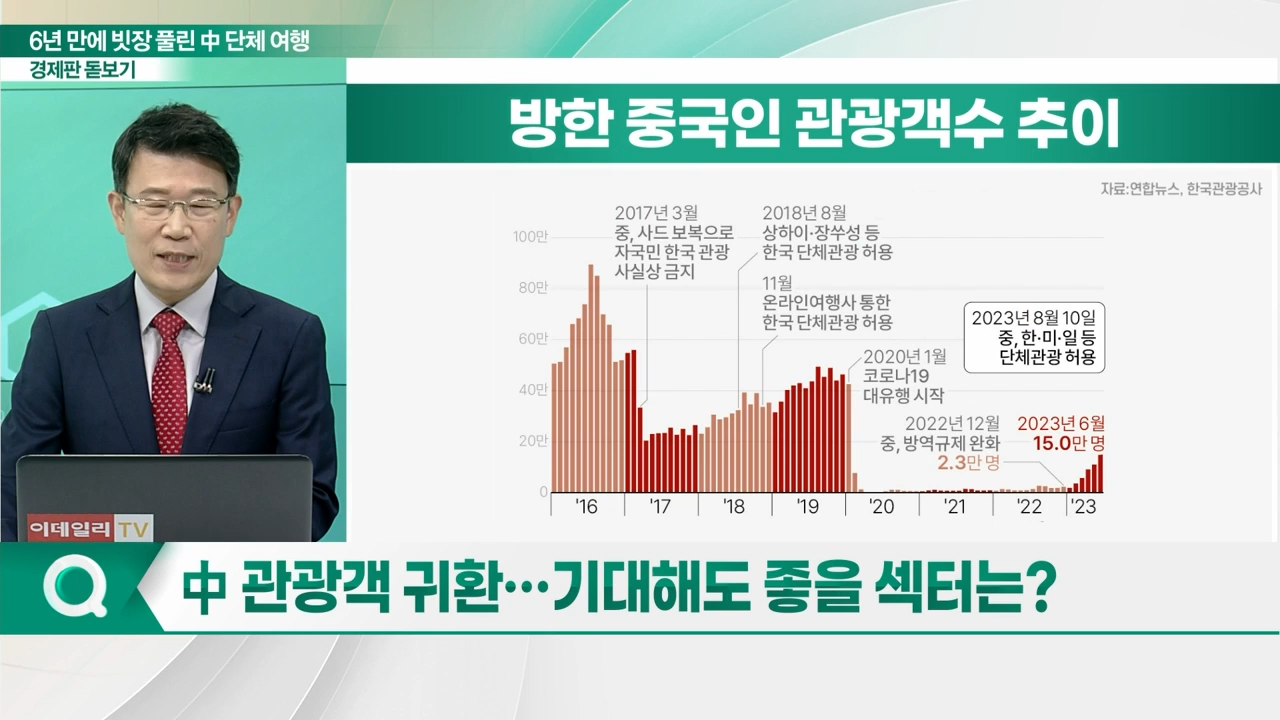 6년 만에 빗장 풀린 中 단체 여행
경제판 돋보기
방한 중국인 관광객수 추이
자료:연합뉴스, 한국관광공사
100만
80만
60만
40만
20만
0
2017년 3월
中, 사드 보복으로
자국민 한국 관광
사실상 금지
2018년 8월
상하이·장쑤성 등
한국 단체관광 허용
11월
온라인여행사 통한
한국 단체관광 허용
2020년 1월
코로나19
대유행 시작
2023년 8월 10일
중, 한·미·일 등
단체관광 허용
2022년 12월
중, 방역규제 완화
2.3만 명
2023년 6월
15.0만 명
'16 '17 '18 '19 '20 '21 '22 '23
이데일리 TV
中 관광객 귀환…기대해도 좋을 섹터는?